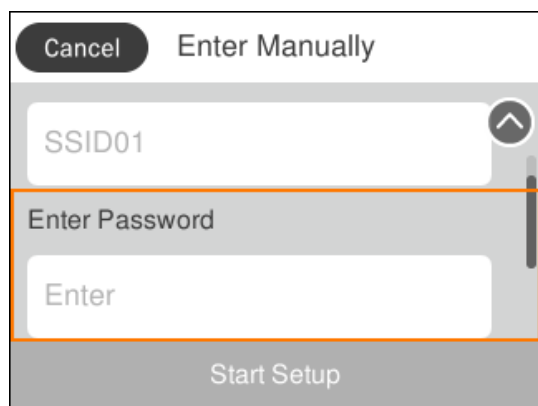 Cancel Enter Manually
SSID01
Enter Password
Enter
Start Setup